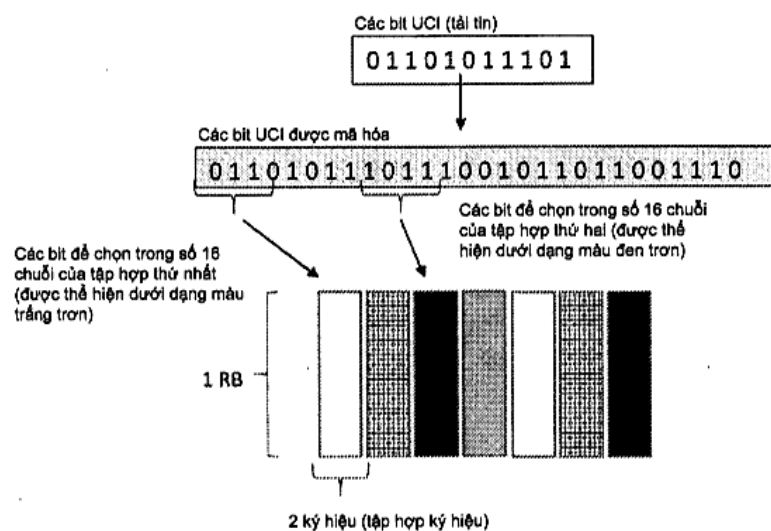 Các bit UCI (tải tin)
01101011101
Các bit UCI được mã hóa
0110101110111001011011001110
Các bit để chọn trong số 16
chuỗi của tập hợp thứ hai (được thể
hiện dưới dạng màu đen trơn)
Các bit để chọn trong số 16
chuỗi của tập hợp thứ nhất
(được thể hiện dưới dạng màu
trắng trơn)
1 RB
2 ký hiệu (tập hợp ký hiệu)